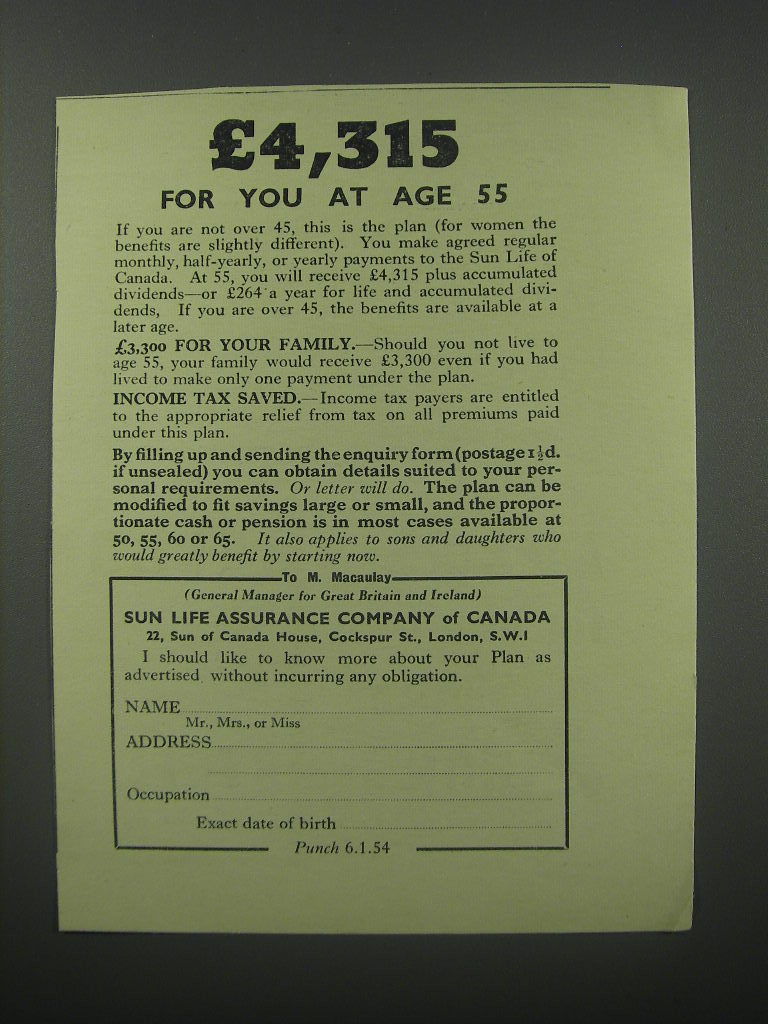 £4,315
FOR YOU AT AGE 55
If you are not over 45, this is the plan (for women the
benefits are slightly different). You make agreed regular
monthly, half-yearly, or yearly payments to the Sun Life of
Canada. At 55, you will receive £4,315 plus accumulated
dividends—or £264 a year for life and accumulated divi-
dends, If you are over 45, the benefits are available at a
later age.
£3,300 FOR YOUR FAMILY.—Should you not live to
age 55, your family would receive £3,300 even if you had
lived to make only one payment under the plan.
INCOME TAX SAVED.—Income tax payers are entitled
to the appropriate relief from tax on all premiums paid
under this plan.
By filling up and sending the enquiry form (postage 1½d.
if unsealed) you can obtain details suited to your per-
sonal requirements. Or letter will do. The plan can be
modified to fit savings large or small, and the propor-
tionate cash or pension is in most cases available at
50, 55, 60 or 65. It also applies to sons and daughters who
would greatly benefit by starting now.
To M. Macaulay
(General Manager for Great Britain and Ireland)
SUN LIFE ASSURANCE COMPANY of CANADA
22, Sun of Canada House, Cockspur St., London, S.W.1
I should like to know more about your Plan as
advertised, without incurring any obligation.
NAME
Mr., Mrs., or Miss
ADDRESS
Occupation
Exact date of birth
Punch 6.1.54